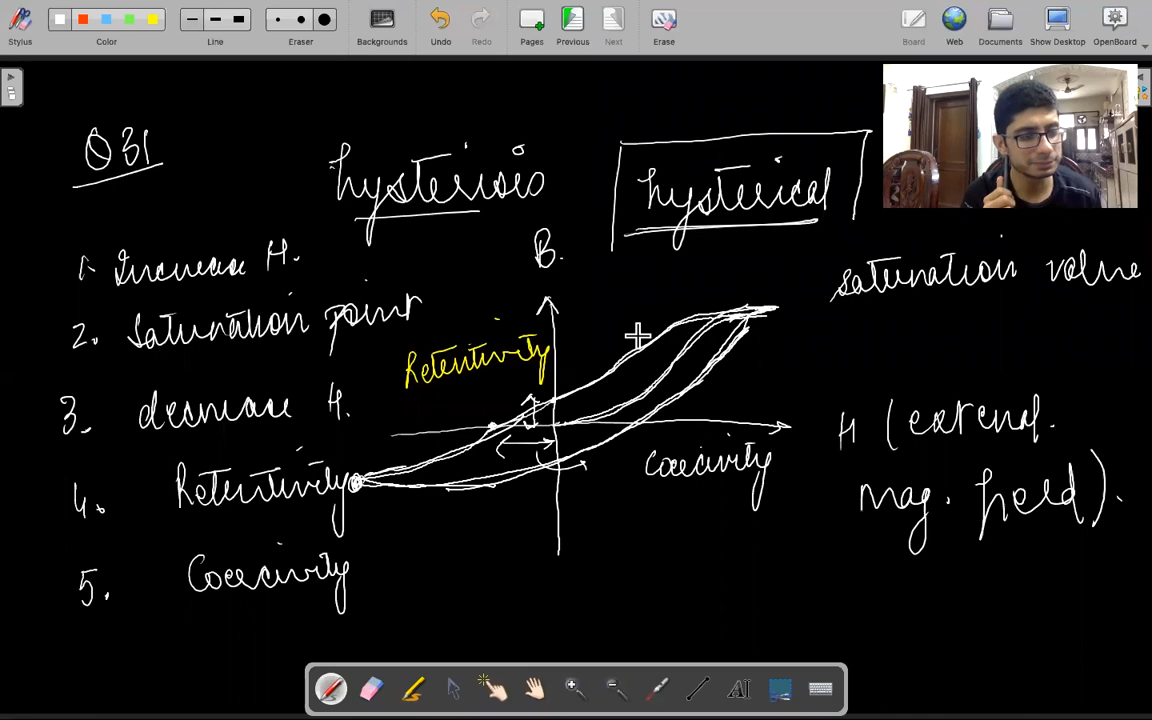 Stylus
Color
Line
Eraser
Backgrounds
Undo
Redo
Pages
Previous
Next
Erase
Board
Web
Documents
Show Desktop
OpenBoard
Q31
hysterisis
hysterical
B.
1. Increase H.
saturation value
2. Saturation point
Retentivity
3. decrease H.
H (external
mag. field).
Coercivity
4. Retentivity
5. Coercivity